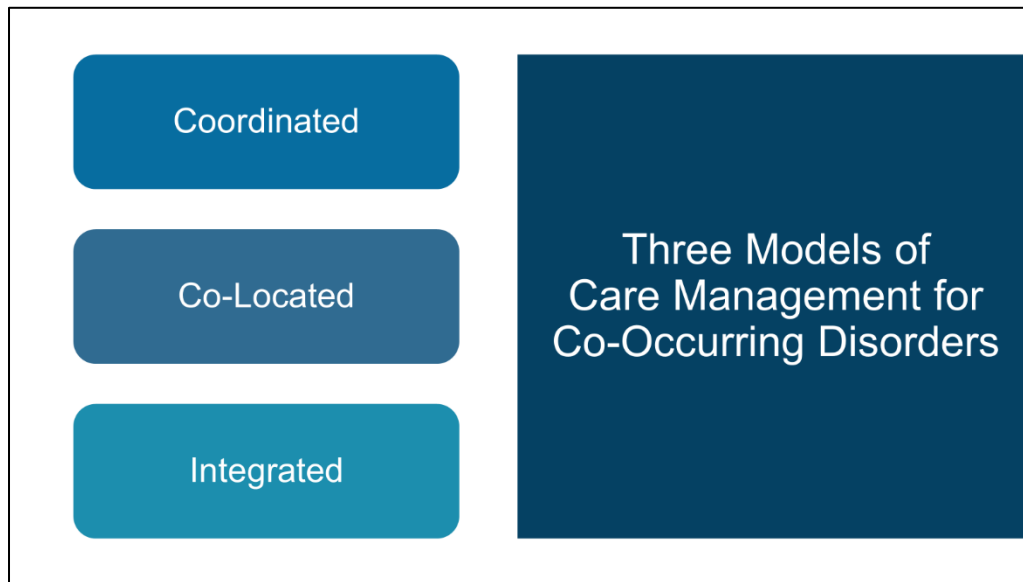 Coordinated
Co-Located
Integrated
Three Models of
Care Management for
Co-Occurring Disorders